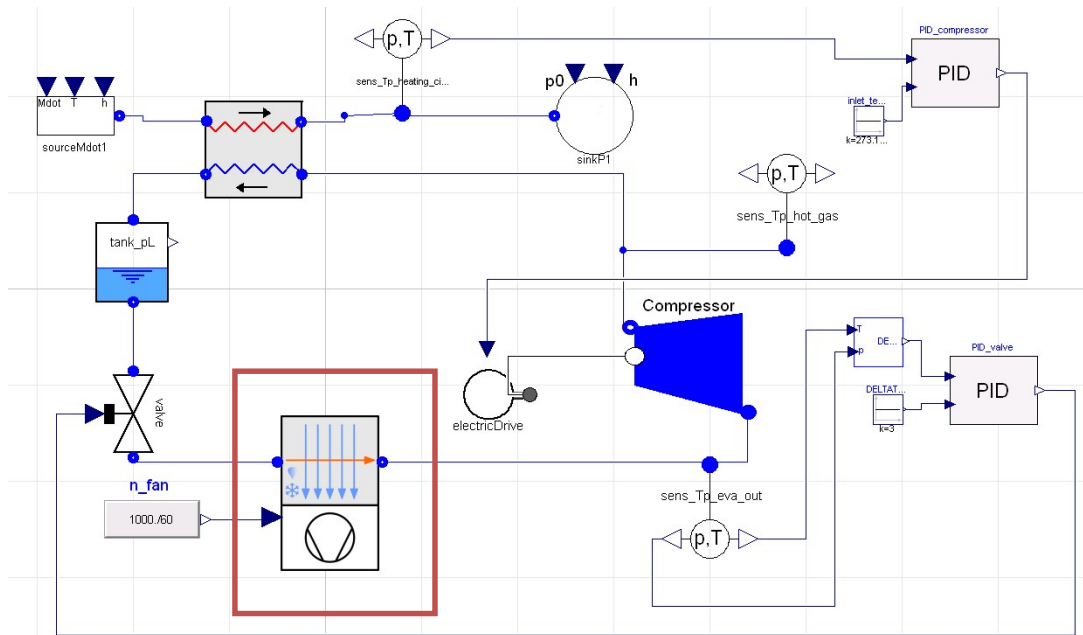 PID_compressor
p,T
PID
Mdot T h
sens_Tp_heating_ci...
p0 h
inlet_te...
k=273.1...
sourceMdot1
sinkP1
p,T
sens_Tp_hot_gas
tank_pL
Compressor
T
p
DE...
PID_valve
PID
DELTAT...
k=3
valve
electricDrive
n_fan
1000./60
sens_Tp_eva_out
p,T